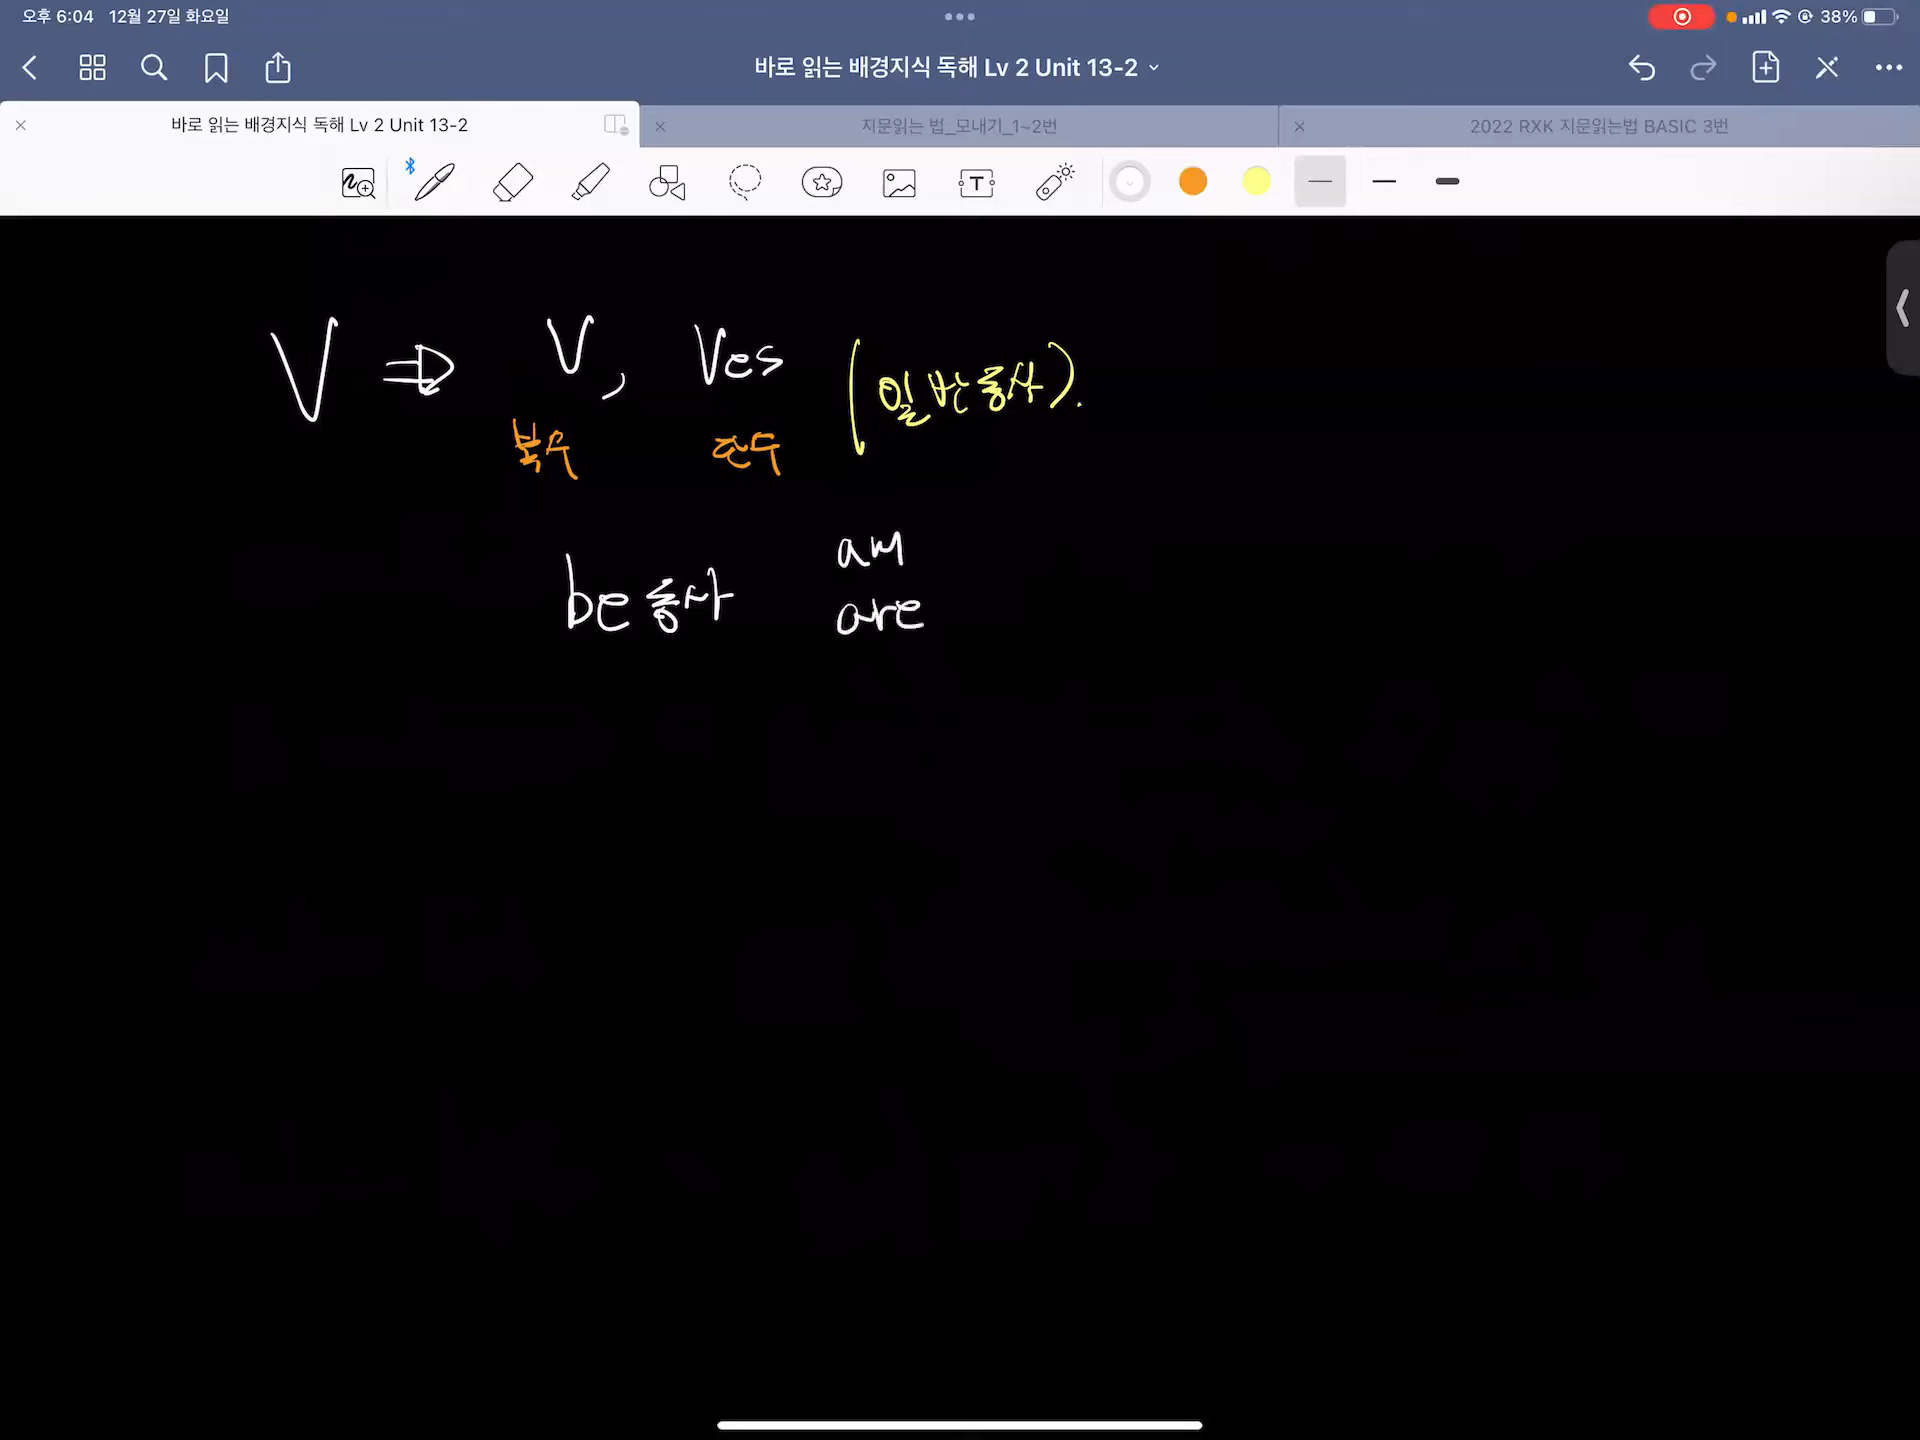 오후 6:04 12월 27일 화요일 38%
바로 읽는 배경지식 독해 Lv 2 Unit 13-2
바로 읽는 배경지식 독해 Lv 2 Unit 13-2 지문읽는 법_모내기_1~2번 2022 RXK 지문읽는법 BASIC 3번
V ⇒ V, Ves (일반동사).
복수 단수
am
be동사 are